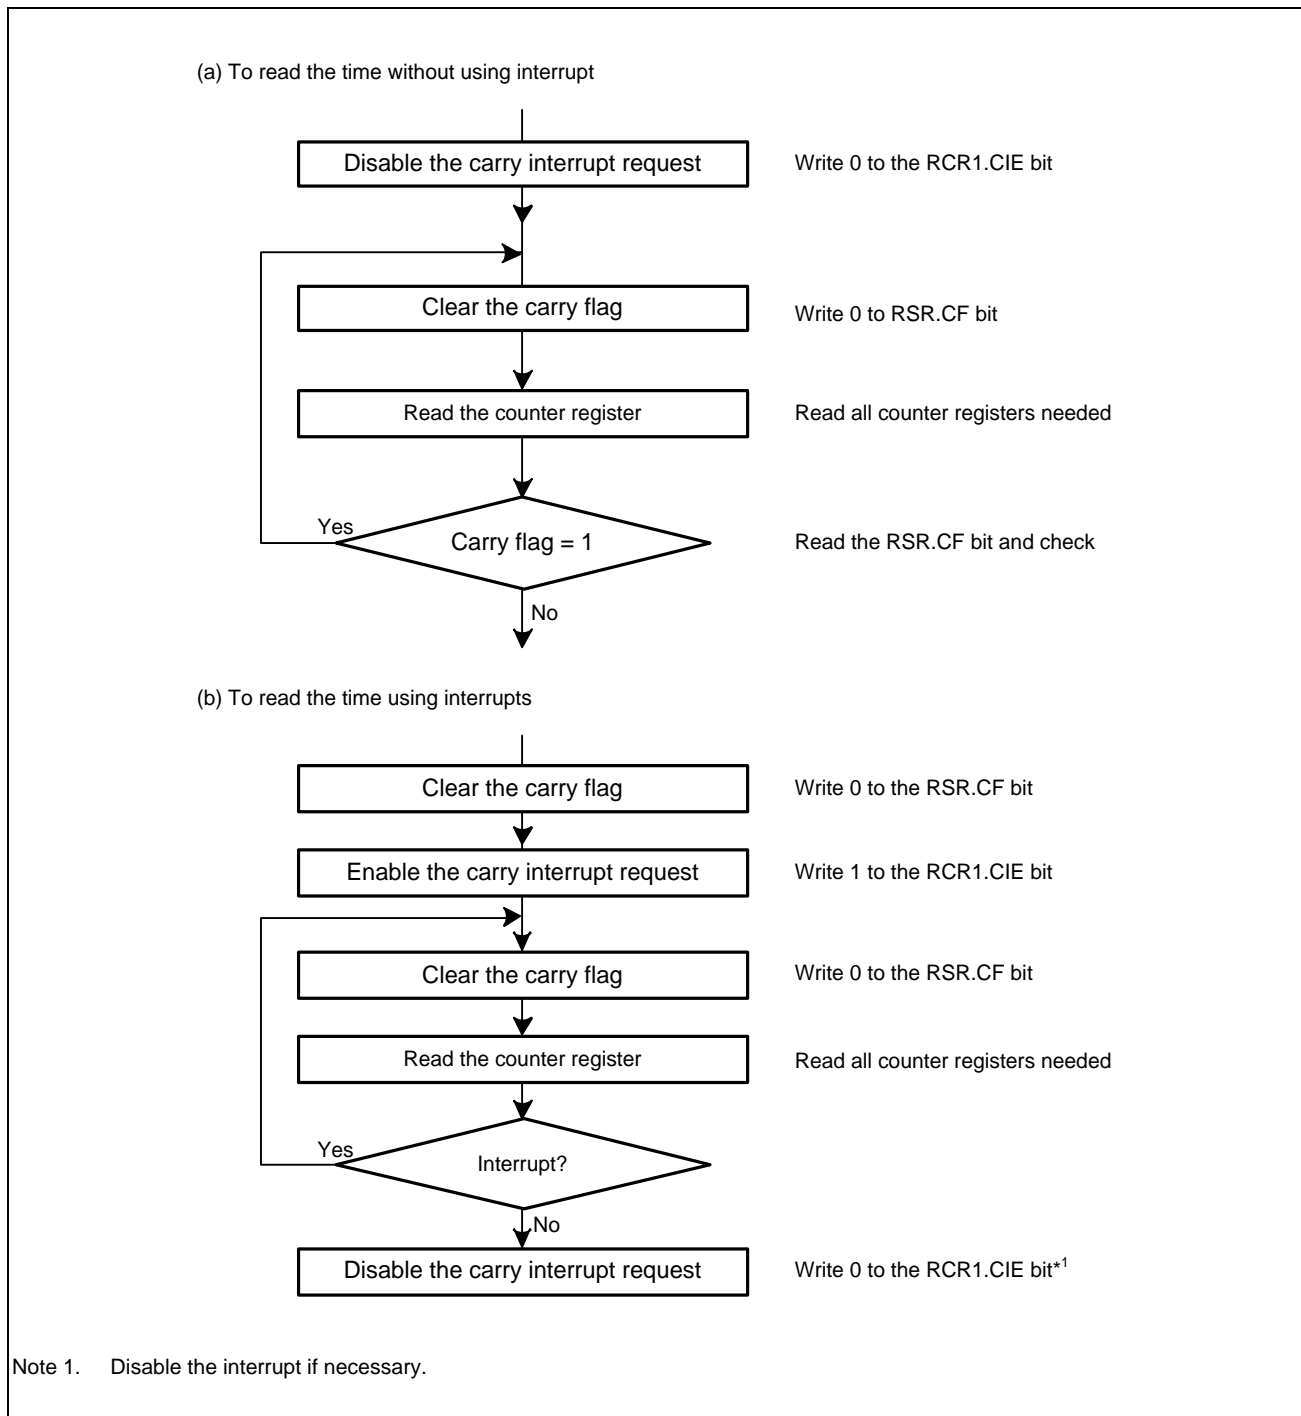 (a) To read the time without using interrupt
Disable the carry interrupt request
Write 0 to the RCR1.CIE bit
Clear the carry flag
Write 0 to RSR.CF bit
Read the counter register
Read all counter registers needed
Yes
Carry flag = 1
Read the RSR.CF bit and check
No
(b) To read the time using interrupts
Clear the carry flag
Write 0 to the RSR.CF bit
Enable the carry interrupt request
Write 1 to the RCR1.CIE bit
Clear the carry flag
Write 0 to the RSR.CF bit
Read the counter register
Read all counter registers needed
Yes
Interrupt?
No
Disable the carry interrupt request
Write 0 to the RCR1.CIE bit*1
Note 1. Disable the interrupt if necessary.